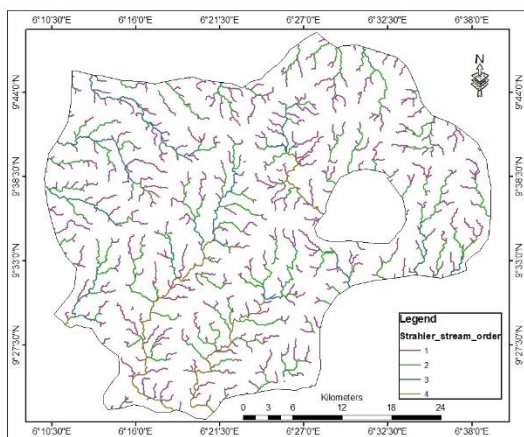 6°10'30"E 6°16'0"E 6°21'30"E 6°27'0"E 6°32'30"E 6°38'0"E
N
9°44'0"N 9°44'0"N
9°38'30"N 9°38'30"N
9°33'0"N 9°33'0"N
9°27'30"N 9°27'30"N
Legend
Strahler_stream_order
1
2
3
4
Kilometers
0 3 6 12 18 24
6°10'30"E 6°16'0"E 6°21'30"E 6°27'0"E 6°32'30"E 6°38'0"E